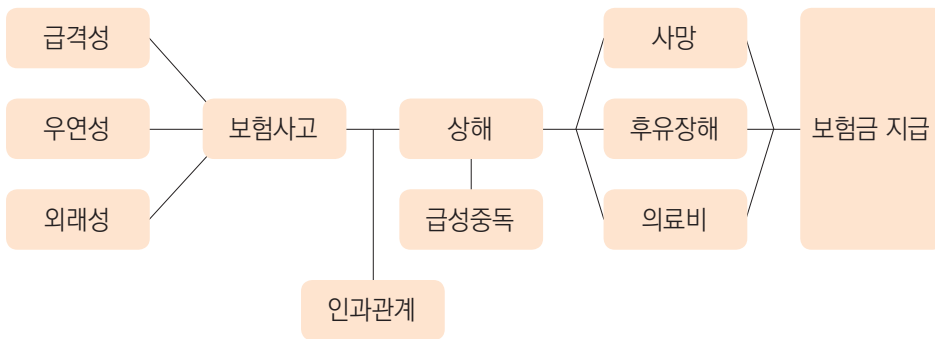 급격성
우연성
외래성
보험사고
인과관계
상해
급성중독
사망
후유장해
의료비
보험금 지급